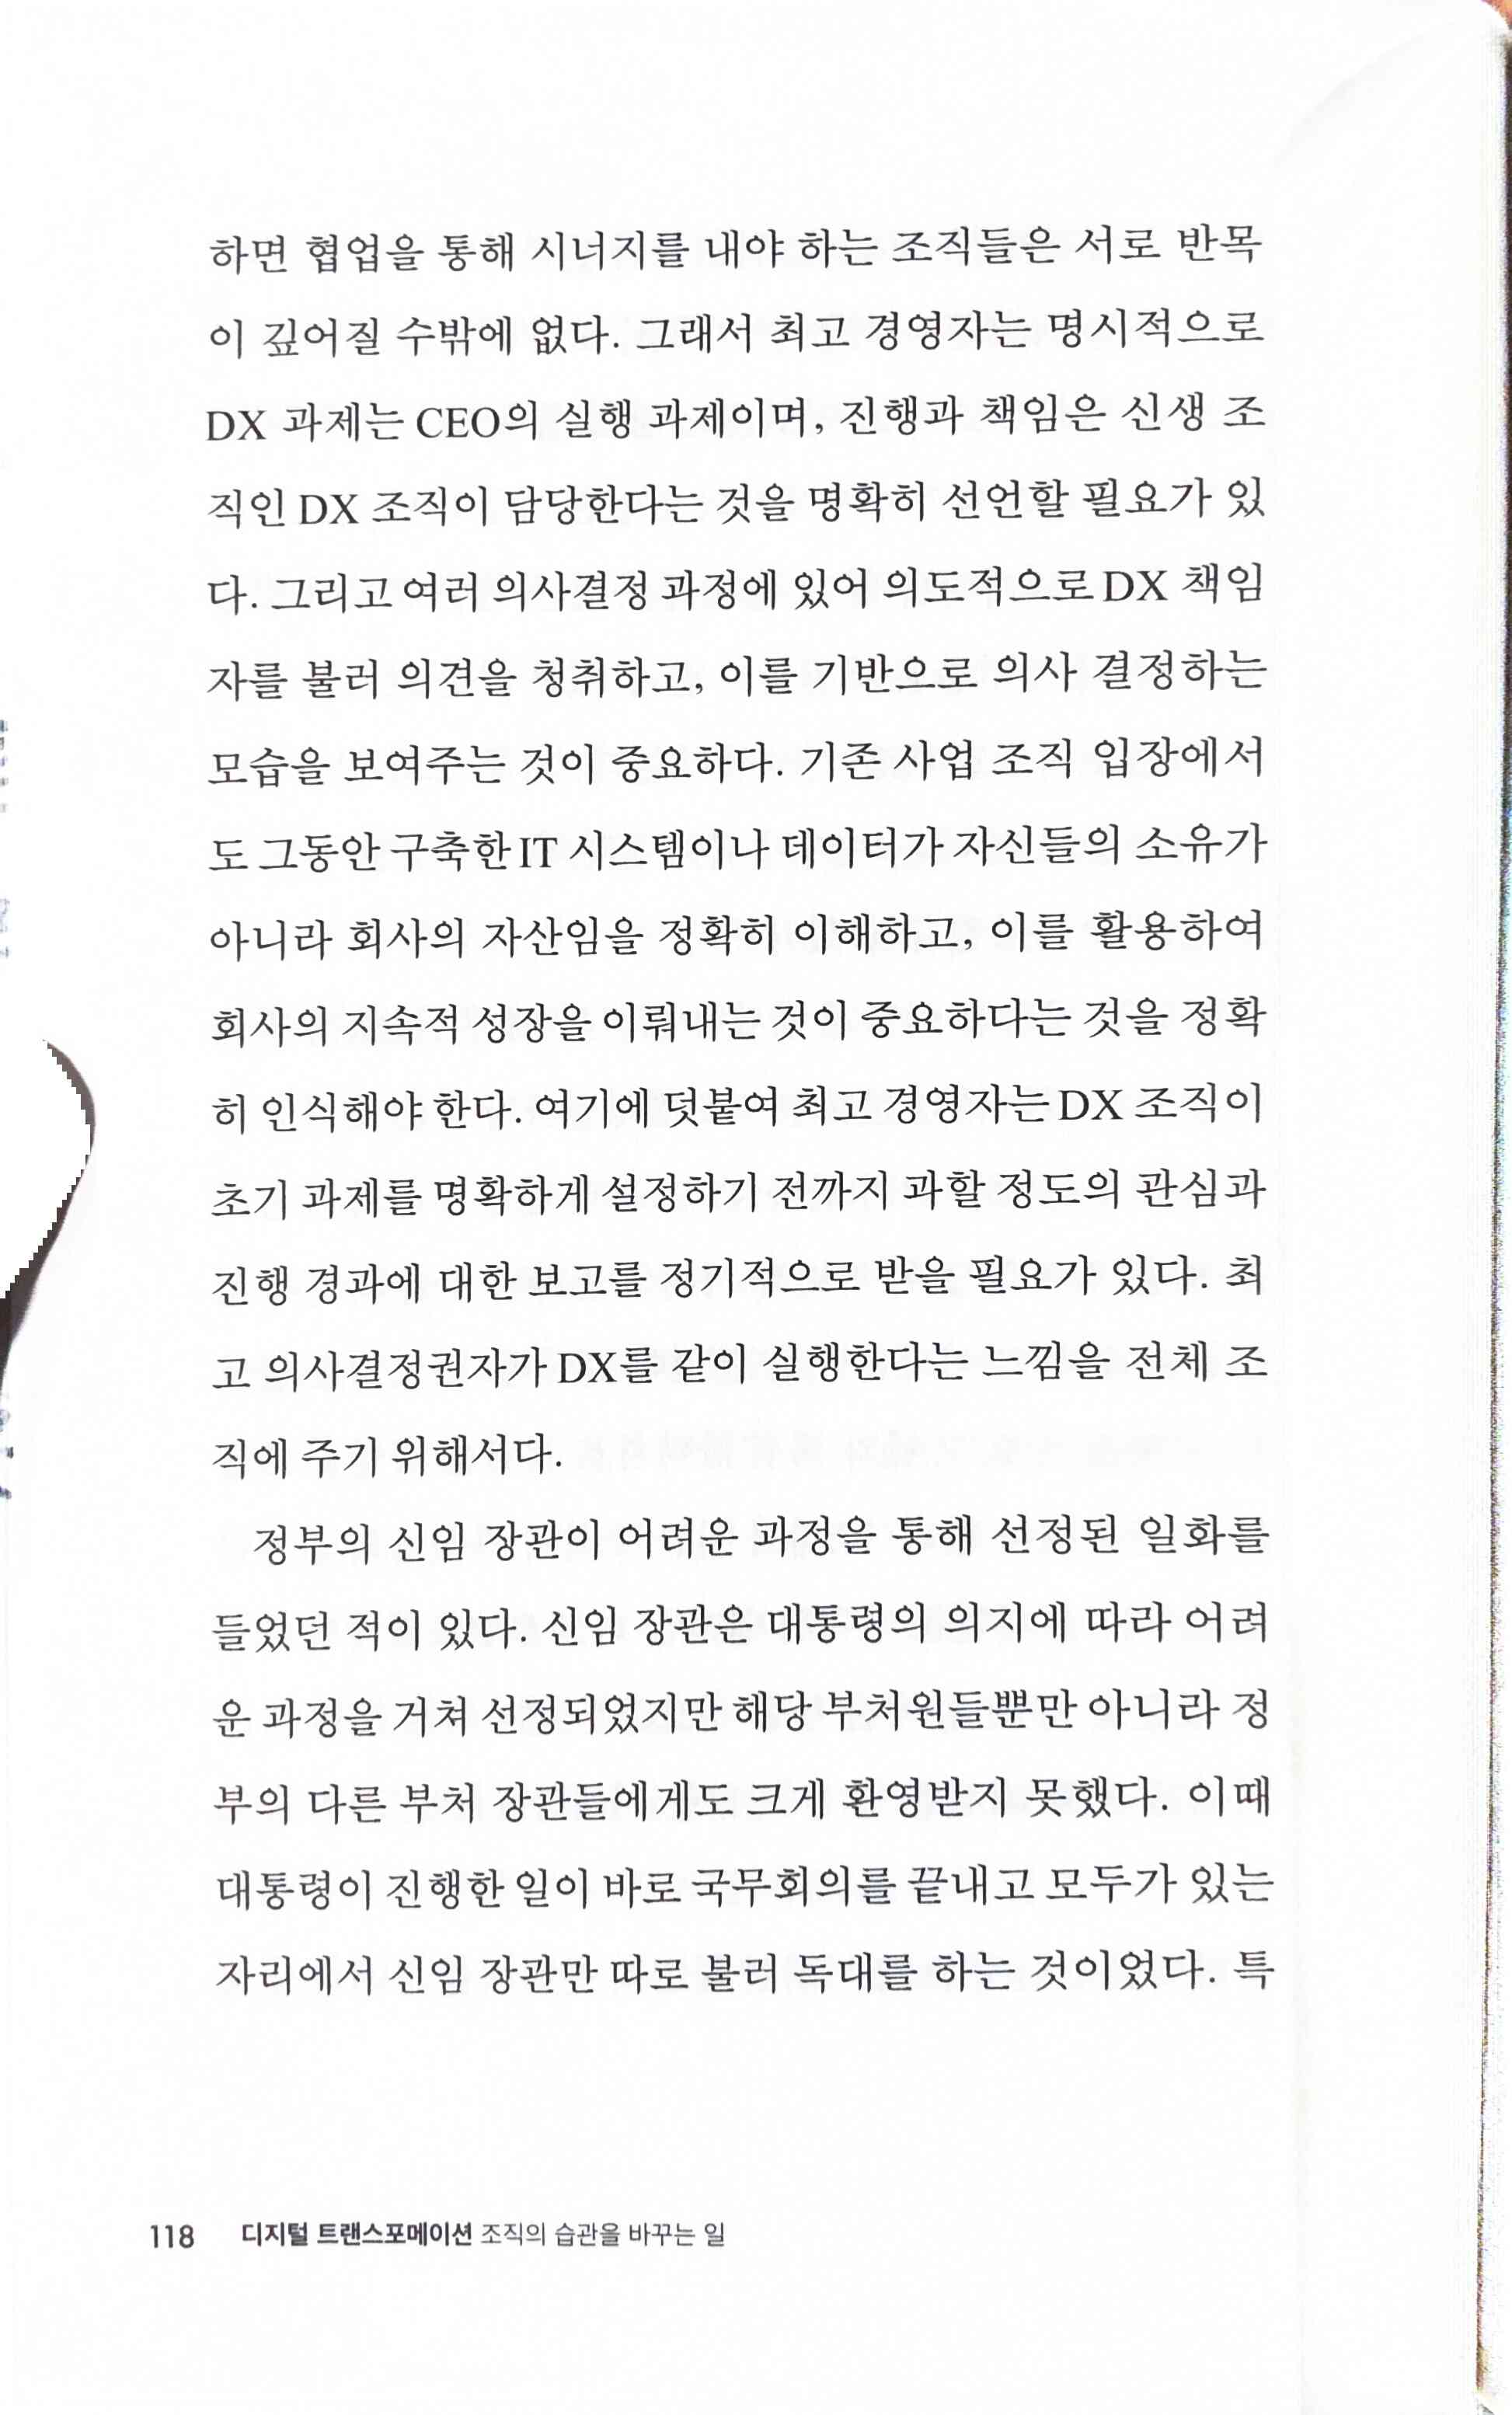 하면 협업을 통해 시너지를 내야 하는 조직들은 서로 반목
이 깊어질 수밖에 없다. 그래서 최고 경영자는 명시적으로
DX 과제는 CEO의 실행 과제이며, 진행과 책임은 신생 조
직인 DX 조직이 담당한다는 것을 명확히 선언할 필요가 있
다. 그리고 여러 의사결정 과정에 있어 의도적으로 DX 책임
자를 불러 의견을 청취하고, 이를 기반으로 의사 결정하는
모습을 보여주는 것이 중요하다. 기존 사업 조직 입장에서
도 그동안 구축한 IT 시스템이나 데이터가 자신들의 소유가
아니라 회사의 자산임을 정확히 이해하고, 이를 활용하여
회사의 지속적 성장을 이뤄내는 것이 중요하다는 것을 정확
히 인식해야 한다. 여기에 덧붙여 최고 경영자는 DX 조직이
초기 과제를 명확하게 설정하기 전까지 과할 정도의 관심과
진행 경과에 대한 보고를 정기적으로 받을 필요가 있다. 최
고 의사결정권자가 DX를 같이 실행한다는 느낌을 전체 조
직에 주기 위해서다.
정부의 신임 장관이 어려운 과정을 통해 선정된 일화를
들었던 적이 있다. 신임 장관은 대통령의 의지에 따라 어려
운 과정을 거쳐 선정되었지만 해당 부처원들뿐만 아니라 정
부의 다른 부처 장관들에게도 크게 환영받지 못했다. 이때
대통령이 진행한 일이 바로 국무회의를 끝내고 모두가 있는
자리에서 신임 장관만 따로 불러 독대를 하는 것이었다. 특
118 디지털 트랜스포메이션 조직의 습관을 바꾸는 일